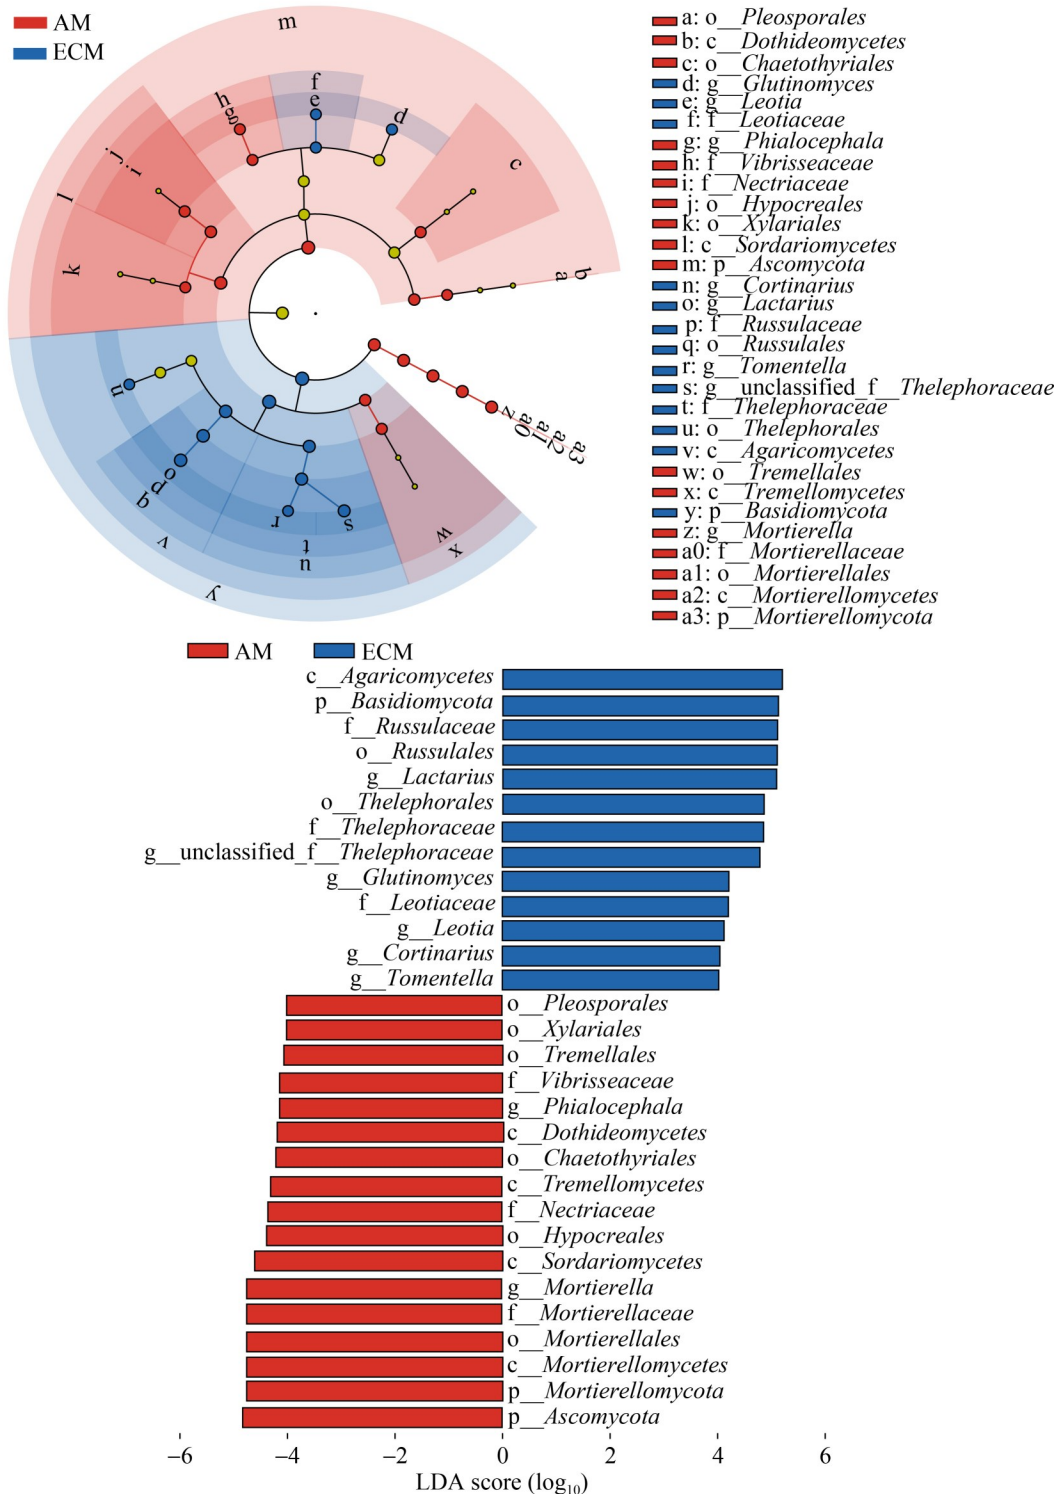 AM
ECM
m
f
e
h
g
d
c
j
i
l
k
b
a
n
o
p
q
r
s
t
u
v
w
x
y
z
a0
a1
a2
a3
a: o__Pleosporales
b: c__Dothideomycetes
c: o__Chaetothyriales
d: g__Glutinomyces
e: g__Leotia
f: f__Leotiaceae
g: g__Phialocephala
h: f__Vibrisseaceae
i: f__Nectriaceae
j: o__Hypocreales
k: o__Xylariales
l: c__Sordariomycetes
m: p__Ascomycota
n: g__Cortinarius
o: g__Lactarius
p: f__Russulaceae
q: o__Russulales
r: g__Tomentella
s: g__unclassified_f__Thelephoraceae
t: f__Thelephoraceae
u: o__Thelephorales
v: c__Agaricomycetes
w: o__Tremellales
x: c__Tremellomycetes
y: p__Basidiomycota
z: g__Mortierella
a0: f__Mortierellaceae
a1: o__Mortierellales
a2: c__Mortierellomycetes
a3: p__Mortierellomycota
AM
ECM
c__Agaricomycetes
p__Basidiomycota
f__Russulaceae
o__Russulales
g__Lactarius
o__Thelephorales
f__Thelephoraceae
g__unclassified_f__Thelephoraceae
g__Glutinomyces
f__Leotiaceae
g__Leotia
g__Cortinarius
g__Tomentella
o__Pleosporales
o__Xylariales
o__Tremellales
f__Vibrisseaceae
g__Phialocephala
c__Dothideomycetes
o__Chaetothyriales
c__Tremellomycetes
f__Nectriaceae
o__Hypocreales
c__Sordariomycetes
g__Mortierella
f__Mortierellaceae
o__Mortierellales
c__Mortierellomycetes
p__Mortierellomycota
p__Ascomycota
−6 −4 −2 0 2 4 6
LDA score (log10)